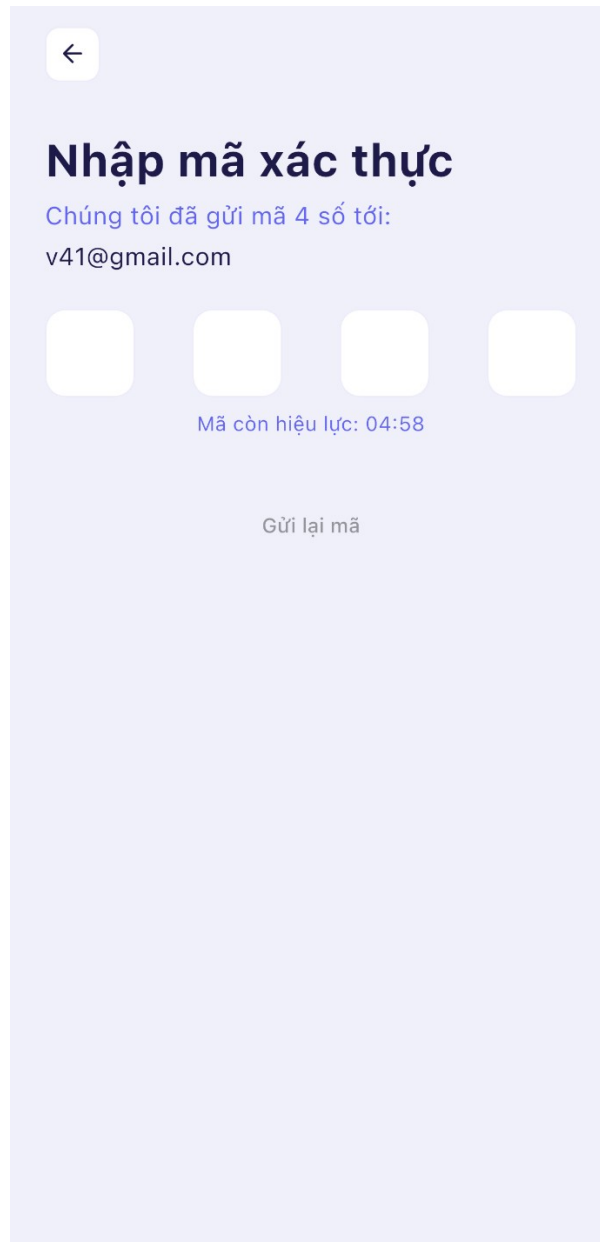 Nhập mã xác thực
Chúng tôi đã gửi mã 4 số tới:
v41@gmail.com
Mã còn hiệu lực: 04:58
Gửi lại mã